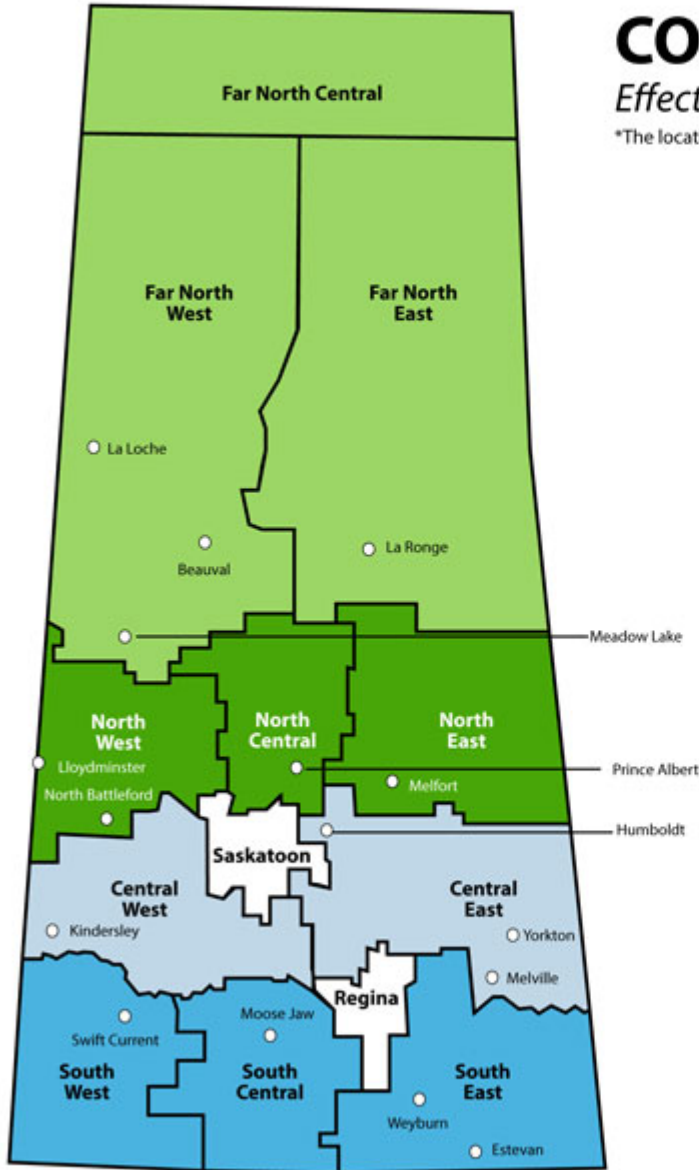 CO
Effect
*The locat
Far North Central
Far North
West
Far North
East
La Loche
Beauval
La Ronge
Meadow Lake
North
West
North
Central
North
East
Lloydminster
Prince Albert
Melfort
North Battleford
Humboldt
Saskatoon
Central
West
Central
East
Kindersley
Yorkton
Melville
Regina
Moose Jaw
Swift Current
South
West
South
Central
South
East
Weyburn
Estevan